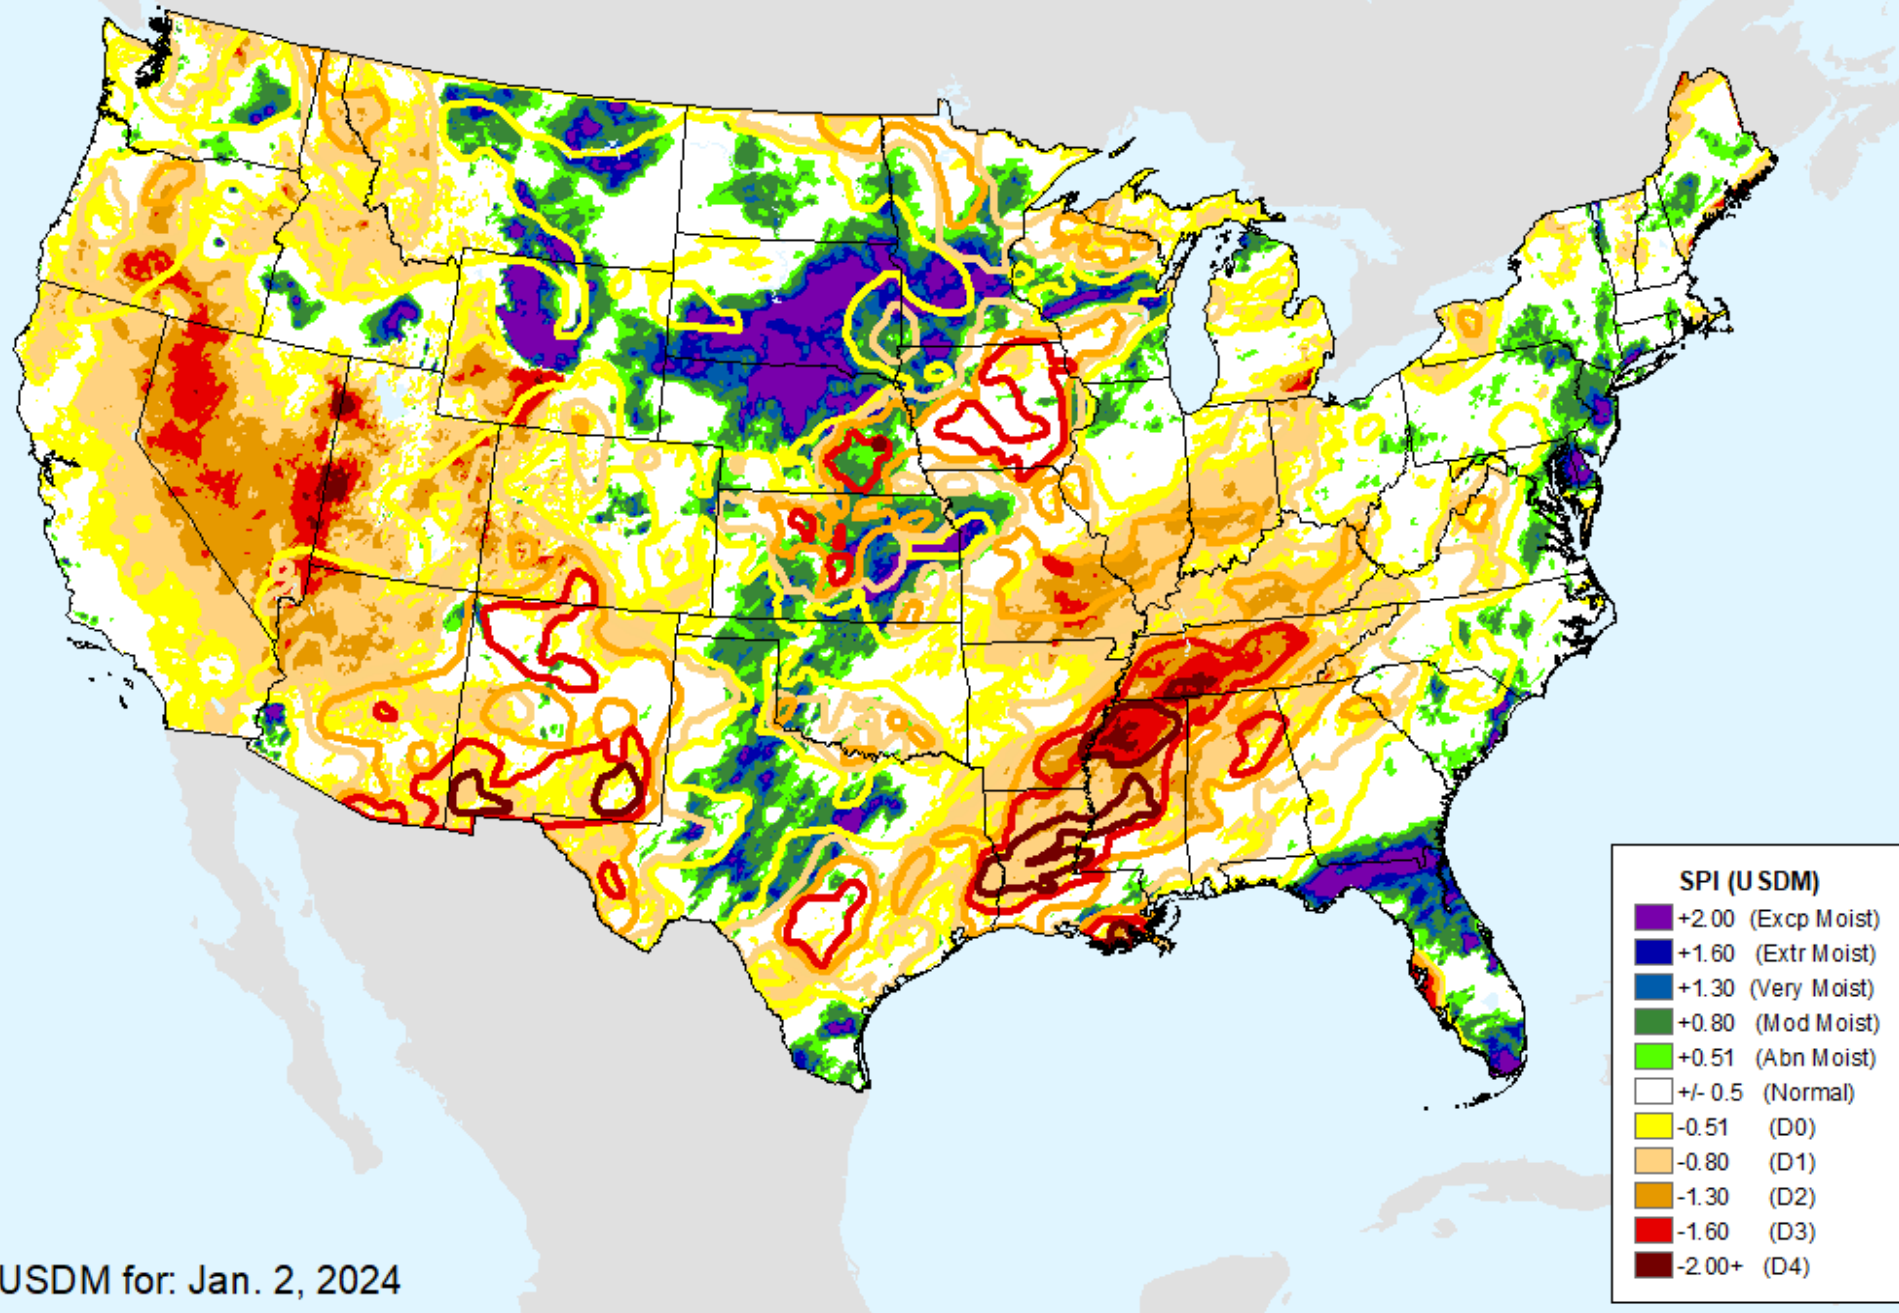 SPI (USDM)
+2.00 (Excp Moist)
+1.60 (Extr Moist)
+1.30 (Very Moist)
+0.80 (Mod Moist)
+0.51 (Abn Moist)
+/- 0.5 (Normal)
-0.51 (D0)
-0.80 (D1)
-1.30 (D2)
-1.60 (D3)
-2.00+ (D4)
USDM for: Jan. 2, 2024